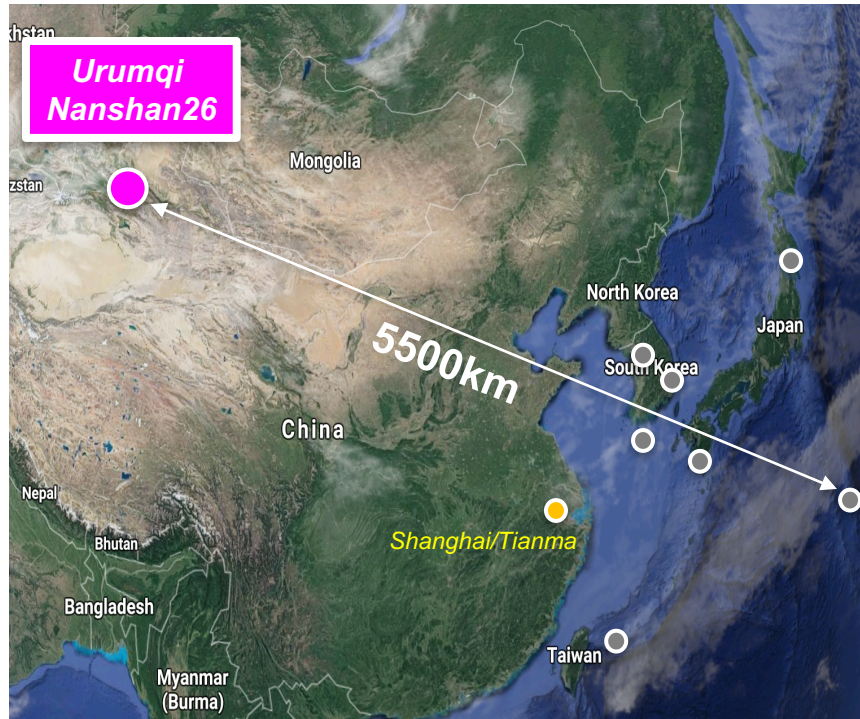 khstan
Urumqi
Nanshan26
Mongolia
zstan
North Korea
Japan
5500km
South Korea
China
Nepal
Shanghai/Tianma
Bhutan
Bangladesh
Taiwan
Myanmar
(Burma)